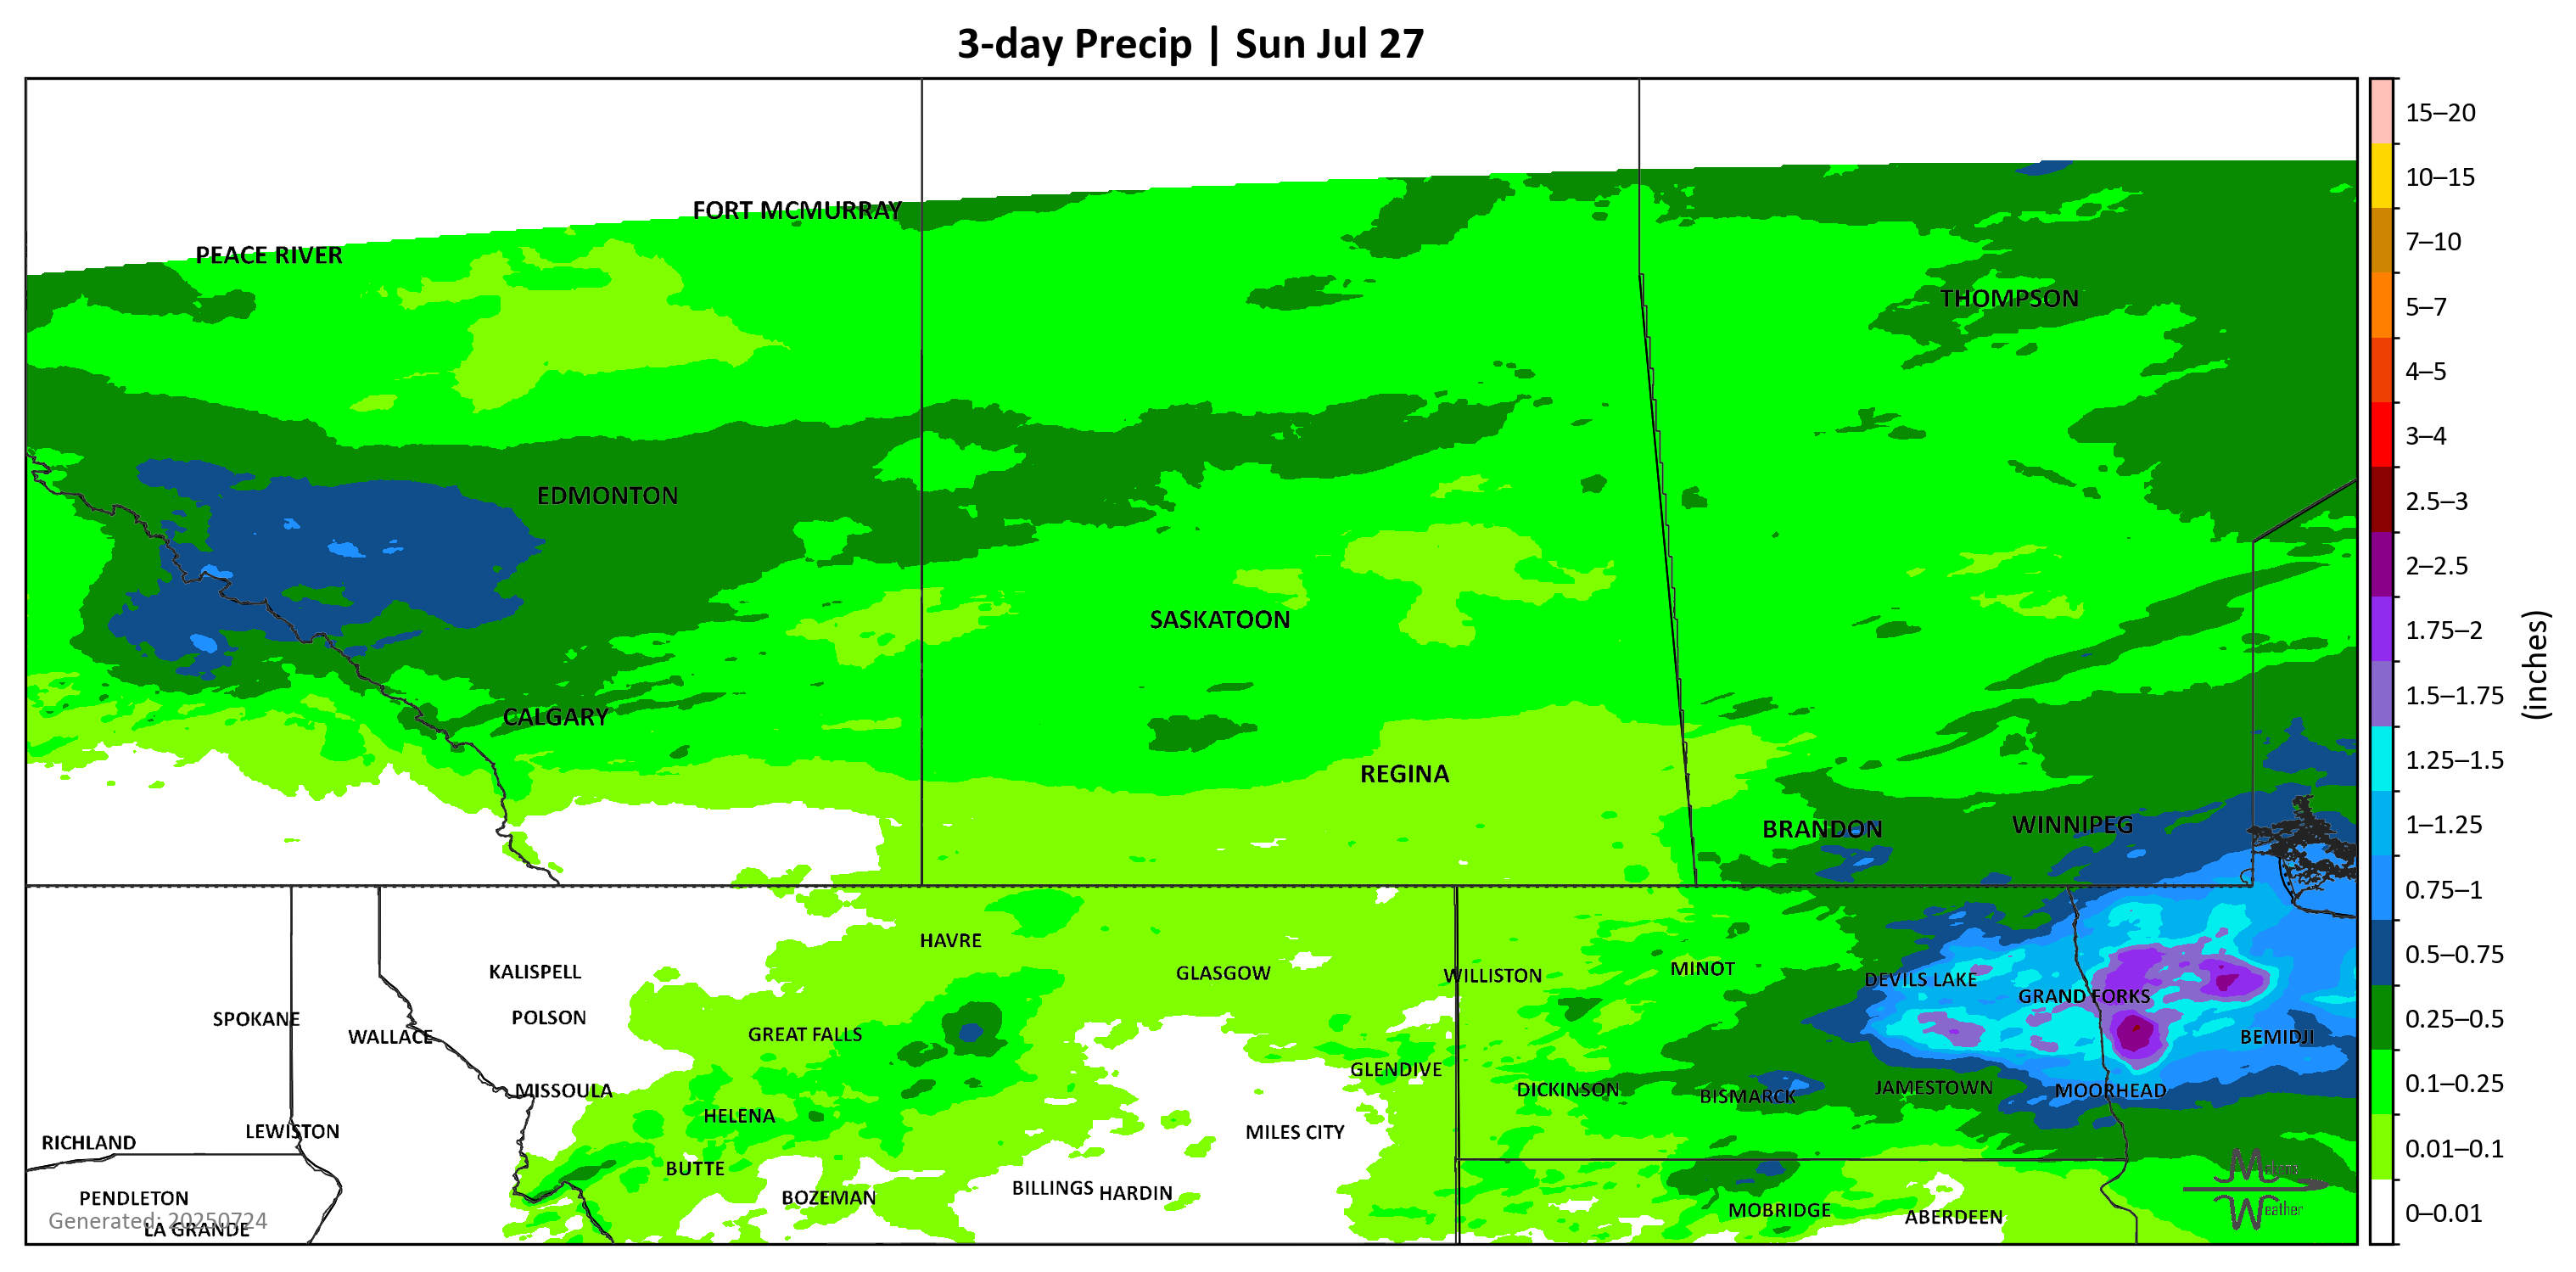 3-day Precip | Sun Jul 27
FORT MCMURRAY
PEACE RIVER
THOMPSON
EDMONTON
SASKATOON
CALGARY
REGINA
BRANDON
WINNIPEG
HAVRE
KALISPELL
GLASGOW
WILLISTON
MINOT
DEVILS LAKE
GRAND FORKS
SPOKANE
POLSON
WALLACE
GREAT FALLS
BEMIDJI
GLENDIVE
MISSOULA
DICKINSON
BISMARCK
JAMESTOWN
MOORHEAD
HELENA
LEWISTON
RICHLAND
MILES CITY
BUTTE
BILLINGS
HARDIN
PENDLETON
BOZEMAN
MOBRIDGE
ABERDEEN
Generated: 20250724
LA GRANDE
Weather
15–20
10–15
7–10
5–7
4–5
3–4
2.5–3
2–2.5
1.75–2
1.5–1.75
1.25–1.5
1–1.25
0.75–1
0.5–0.75
0.25–0.5
0.1–0.25
0.01–0.1
0–0.01
(inches)